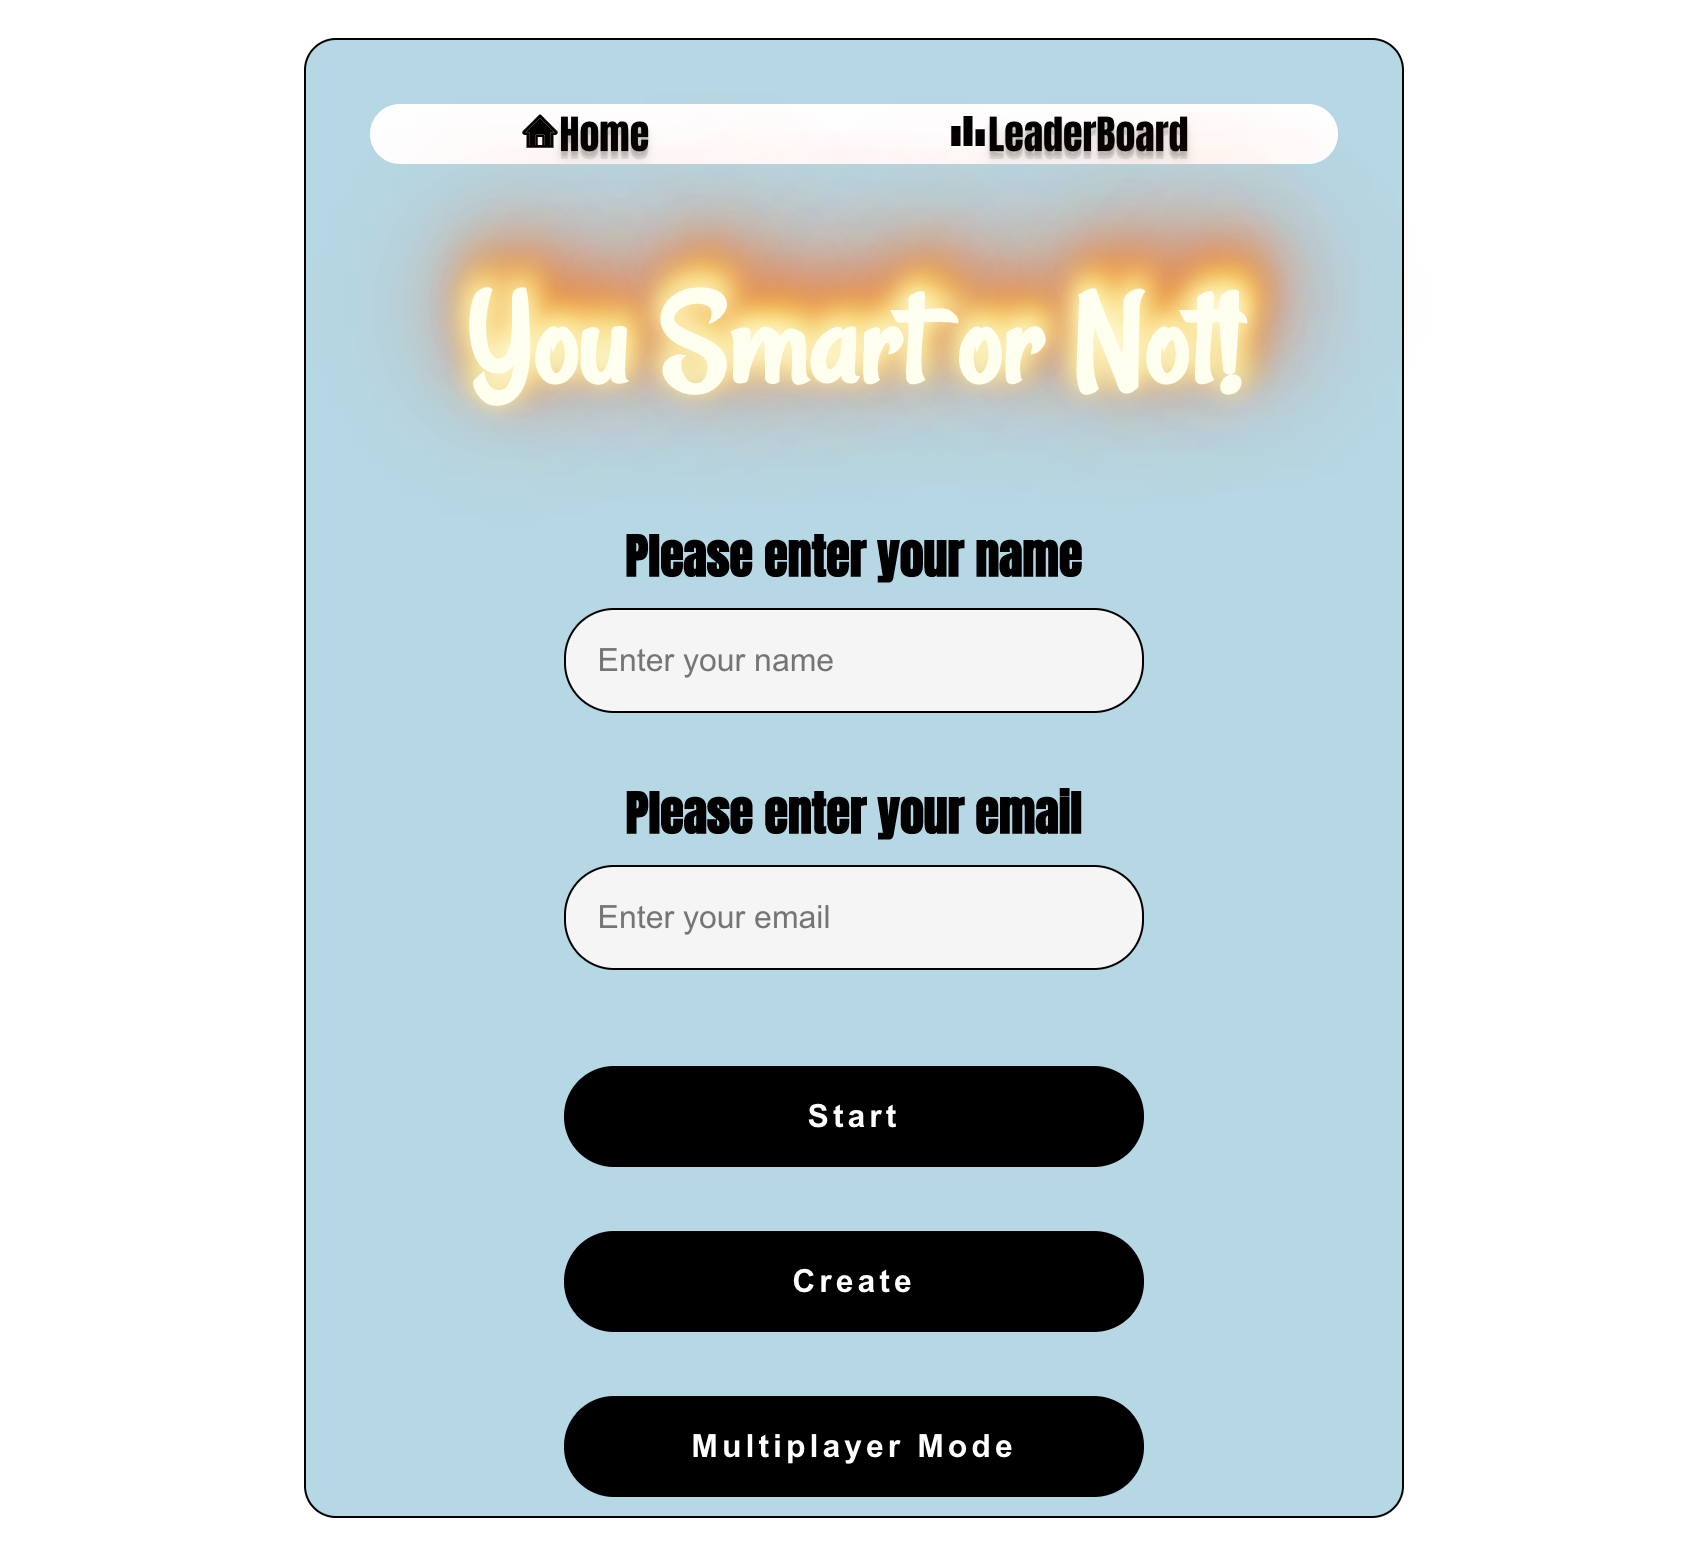 Home LeaderBoard
You Smart or Not!
Please enter your name
Enter your name
Please enter your email
Enter your email
Start
Create
Multiplayer Mode